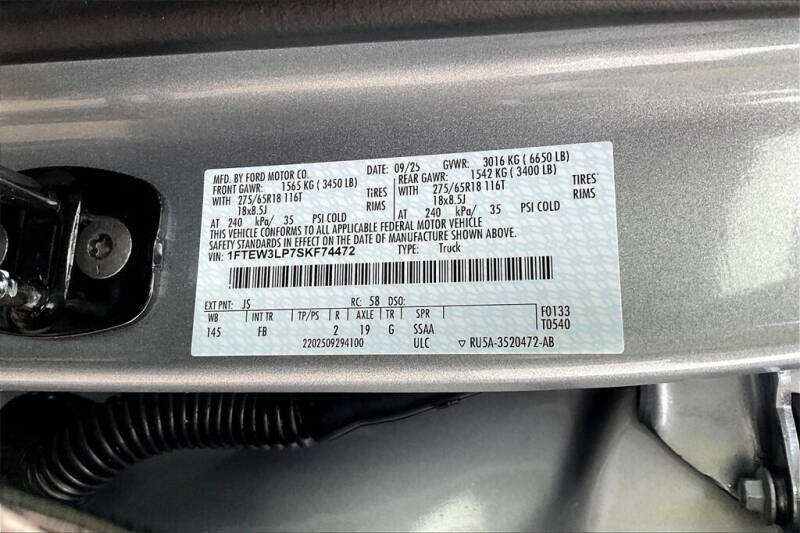 MFD. BY FORD MOTOR CO. DATE: 09/25 GVWR: 3016 KG ( 6650 LB)
FRONT GAWR: 1565 KG ( 3450 LB) REAR GAWR: 1542 KG ( 3400 LB)
WITH 275/65R18 116T TIRES WITH 275/65R18 116T TIRES
18x8.5J RIMS 18x8.5J RIMS
AT 240 kPa/ 35 PSI COLD AT 240 kPa/ 35 PSI COLD
THIS VEHICLE CONFORMS TO ALL APPLICABLE FEDERAL MOTOR VEHICLE
SAFETY STANDARDS IN EFFECT ON THE DATE OF MANUFACTURE SHOWN ABOVE.
VIN: 1FTEW3LP7SKF74472 TYPE: Truck
EXT PNT: JS RC: 58 DSO: F0133
WB INT TR TP/PS R AXLE TR SPR T0540
145 FB 2 19 G SSAA
2202509294100 ULC ▽ RU5A-3520472-AB